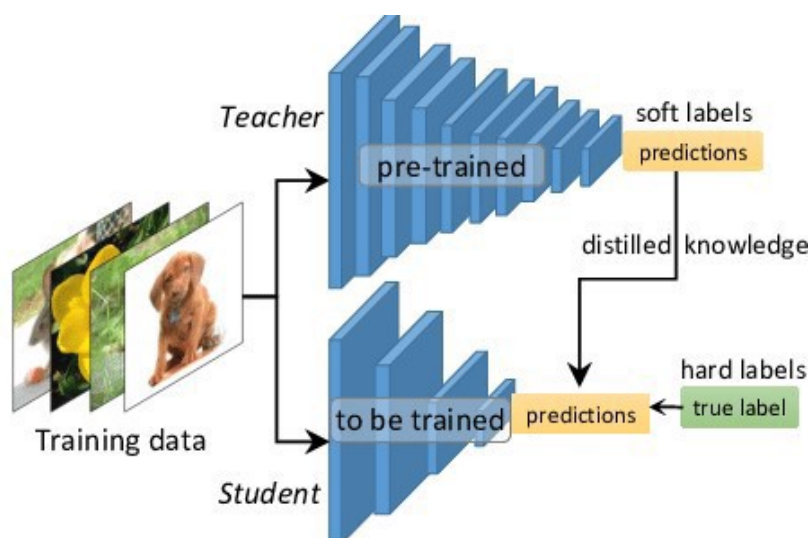 Teacher
soft labels
pre-trained
predictions
distilled knowledge
hard labels
to be trained
predictions
true label
Training data
Student